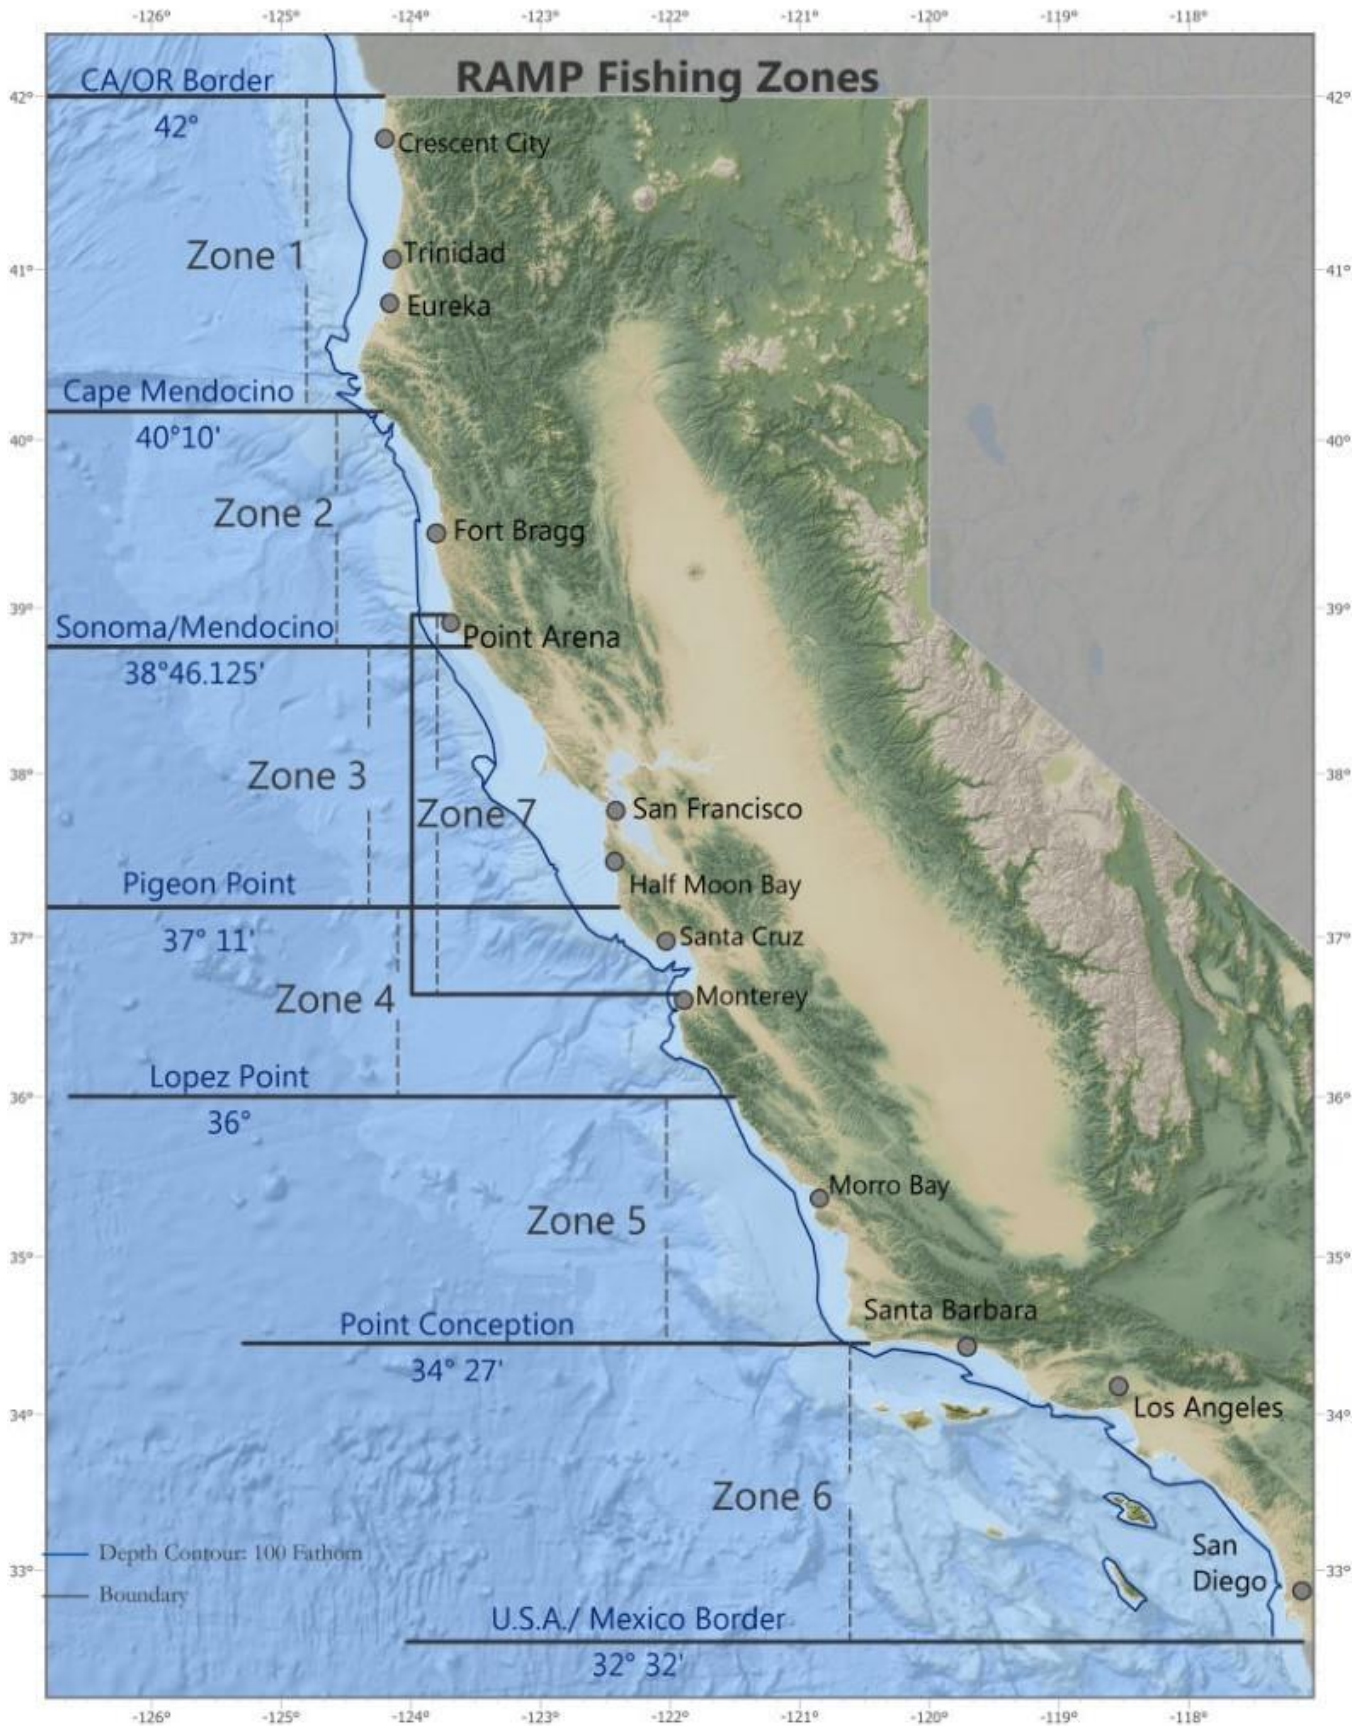 -126° -125° -124° -123° -122° -121° -120° -119° -118°
RAMP Fishing Zones
CA/OR Border
42° 42°
42°
Crescent City
Zone 1
Trinidad
41° 41°
Eureka
Cape Mendocino
40°10'
40° 40°
Zone 2
Fort Bragg
39° 39°
Sonoma/Mendocino
Point Arena
38°46.125'
Zone 3
38° 38°
Zone 7
San Francisco
Pigeon Point
Half Moon Bay
37° 11'
37° 37°
Santa Cruz
Zone 4
Monterey
Lopez Point
36° 36°
36°
Morro Bay
Zone 5
35° 35°
Santa Barbara
Point Conception
34° 27'
Los Angeles
34° 34°
Zone 6
Depth Contour: 100 Fathom
San
Diego
33° 33°
Boundary
U.S.A./ Mexico Border
32° 32'
-126° -125° -124° -123° -122° -121° -120° -119° -118°